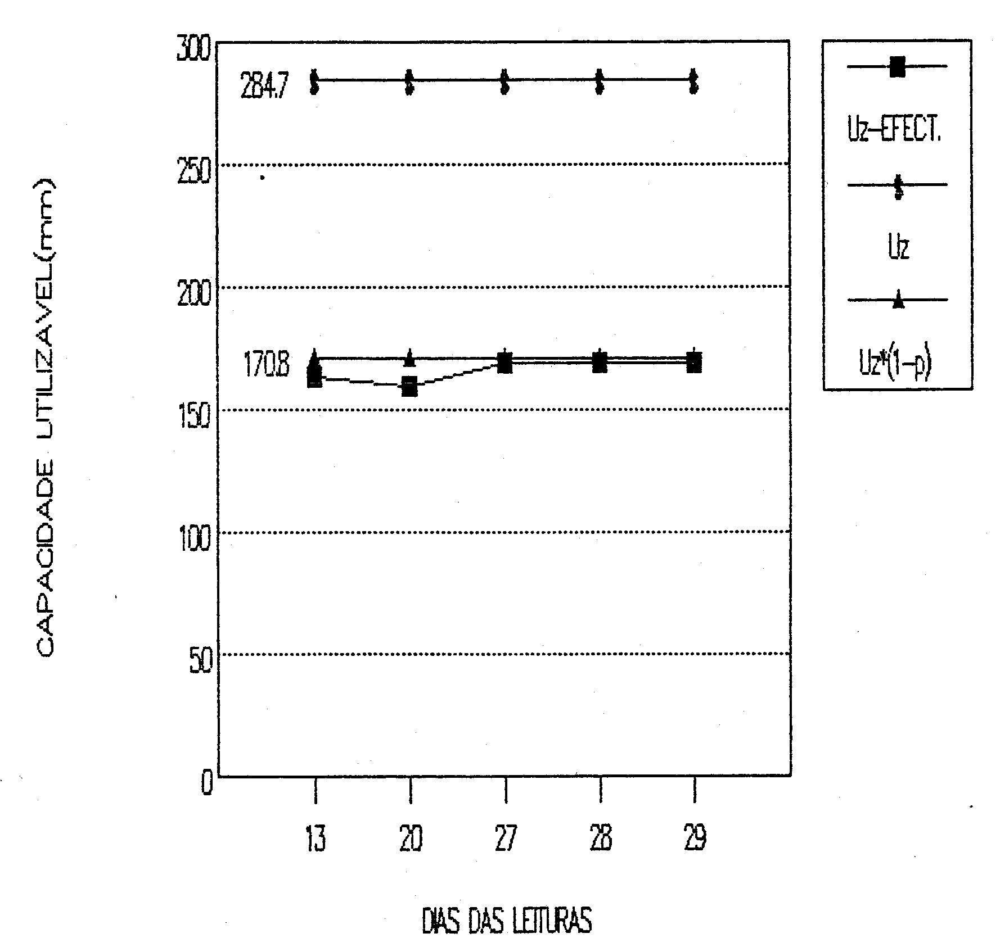 300
284.7
250
200
170.8
150
100
50
0
CAPACIDADE UTILIZAVEL(mm)
13 20 27 28 29
DIAS DAS LEITURAS
Uz-EFECT.
Uz
Uz*(1-p)